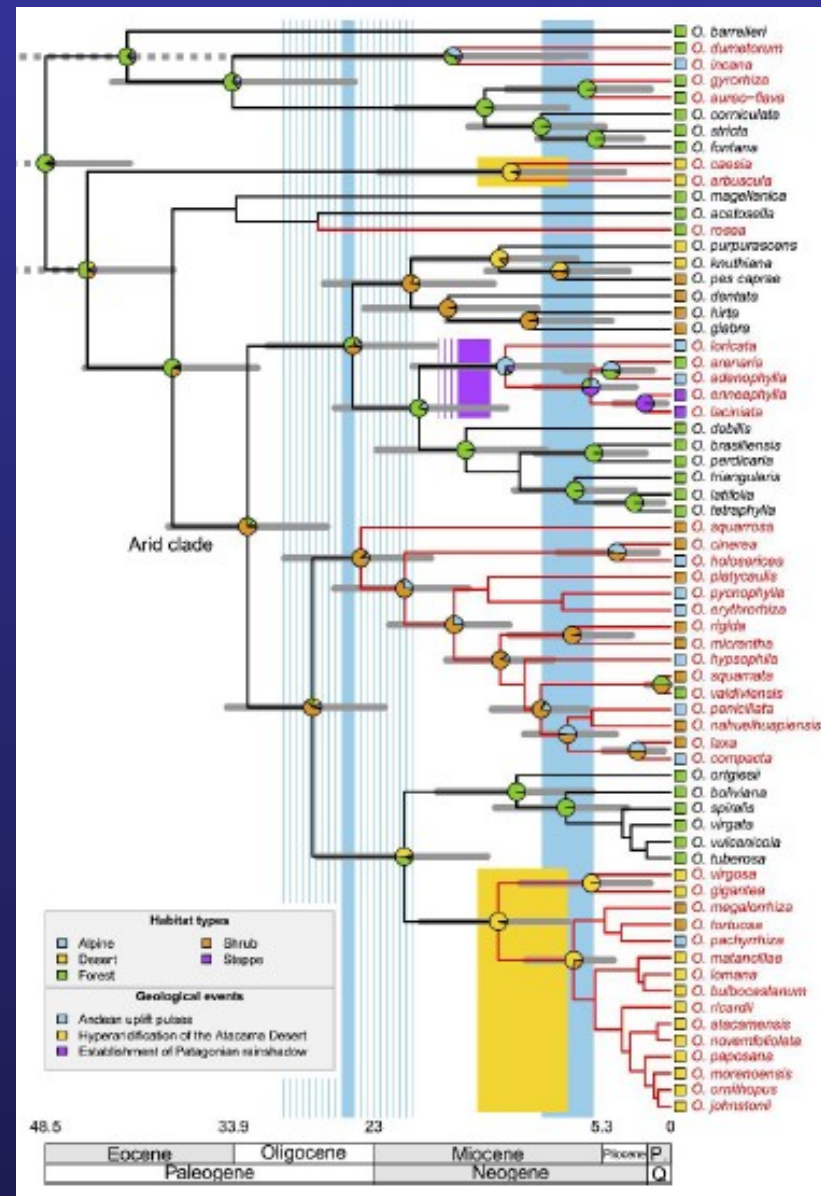 O. barrelieri
O. dumetorum
O. incana
O. gyrorhiza
O. aureo-flava
O. corniculata
O. stricta
O. fontana
O. caesia
O. arbuscula
O. magellanica
O. acetosella
O. rosea
O. purpurascens
O. knuthiana
O. pes caprae
O. dentata
O. hirta
O. glabra
O. loricata
O. arenaria
O. adenophylla
O. enneaphylla
O. laciniata
O. debilis
O. brasiliensis
O. perdicaria
O. triangularis
O. latifolia
O. tetraphylla
Arid clade
O. squarrosa
O. cinerea
O. holosericea
O. platycaulis
O. pycnophylla
O. erythrorhiza
O. rigida
O. micrantha
O. hypsophila
O. squamata
O. valdiviensis
O. penicillata
O. nahuelhuapiensis
O. laxa
O. compacta
O. ortgiesii
O. boliviana
O. spiralis
O. virgata
O. vulcanicola
O. tuberosa
O. virgosa
O. gigantea
O. megalorrhiza
O. tortuosa
O. pachyrrhiza
O. matancillae
O. lomana
O. bulbocastanum
O. ricardii
O. atacamensis
O. novemfoliolata
O. paposana
O. morenoensis
O. ornithopus
O. johnstonii
Habitat types
Alpine
Desert
Forest
Shrub
Steppe
Geological events
Andean uplift pulses
Hyperaridification of the Atacama Desert
Establishment of Patagonian rainshadow
48.5 33.9 23 5.3 0
Eocene Oligocene Miocene Pliocene P.
Paleogene Neogene Q